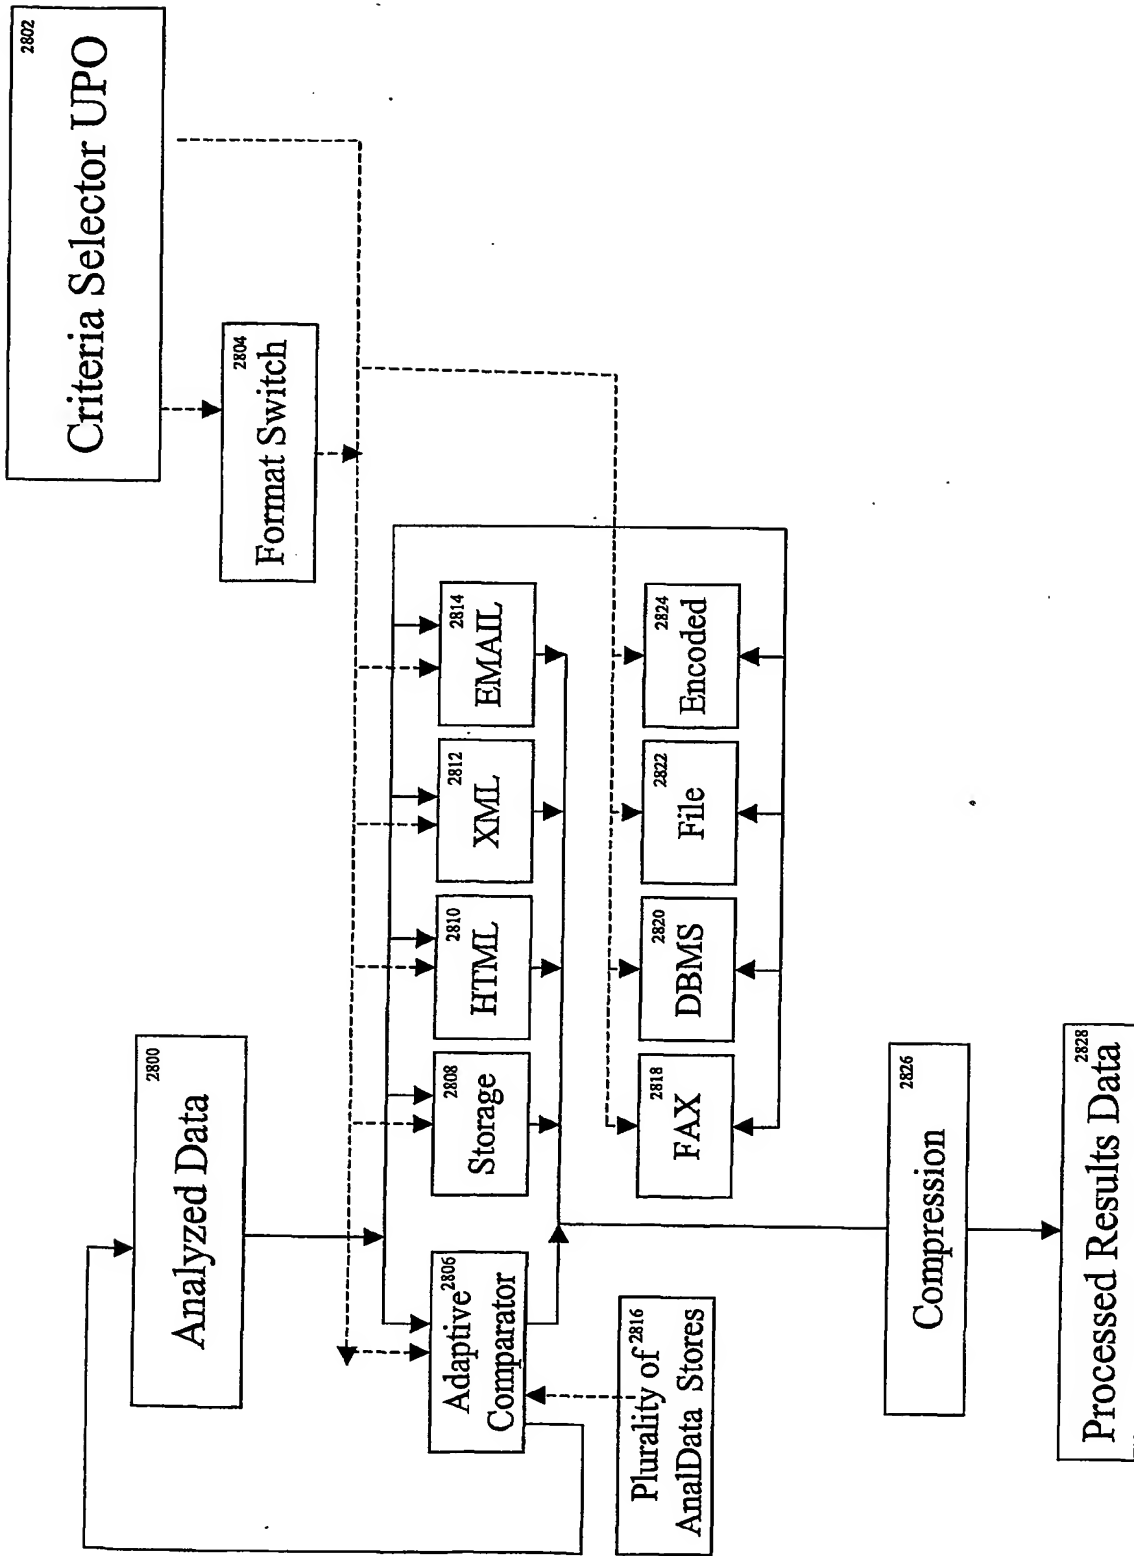 2802
Criteria Selector UPO
2804
Format Switch
2800
Analyzed Data
2806
Adaptive
Comparator
2808
Storage
2810
HTML
2812
XML
2814
EMAIL
2816
Plurality of
AnalData Stores
2818
FAX
2820
DBMS
2822
File
2824
Encoded
2826
Compression
2828
Processed Results Data